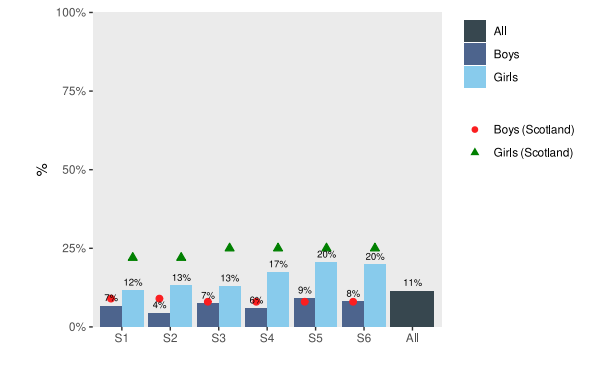 100%
75%
50%
25%
0%
%
7%
12%
4%
13%
7%
13%
6%
17%
9%
20%
8%
20%
11%
S1
S2
S3
S4
S5
S6
All
All
Boys
Girls
Boys (Scotland)
Girls (Scotland)